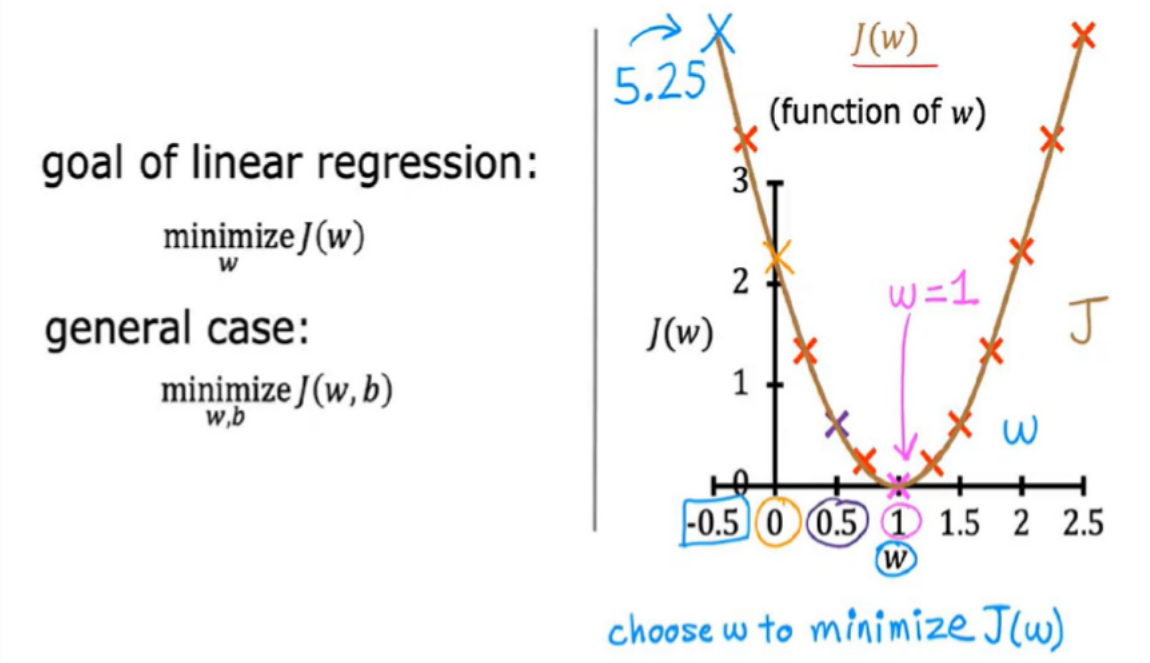 goal of linear regression:
minimize J(w)
w
general case:
minimize J(w, b)
w,b
5.25
J(w)
(function of w)
3
2
w=1
J(w)
J
1
w
0
-0.5 0 0.5 1 1.5 2 2.5
w
choose w to minimize J(w)